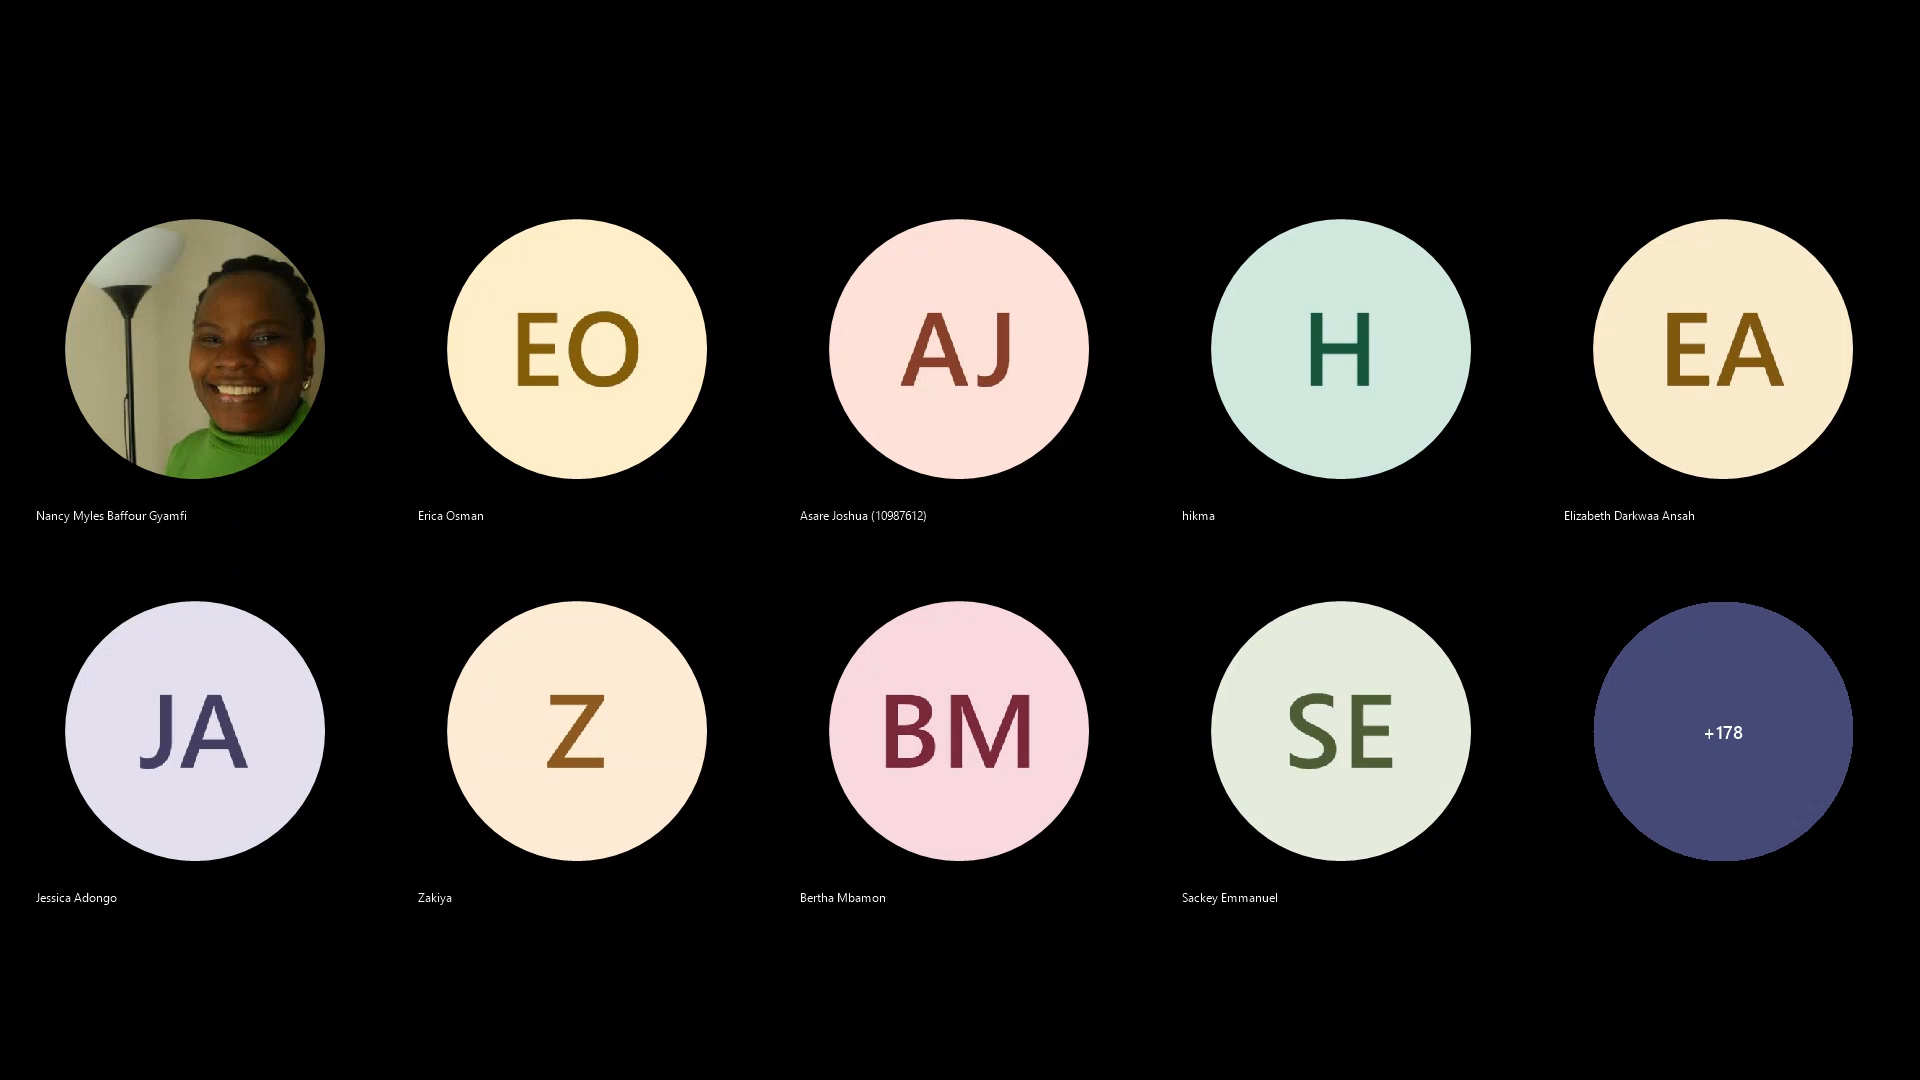 EO
AJ
H
EA
Nancy Myles Baffour Gyamfi
Erica Osman
Asare Joshua (10987612)
hikma
Elizabeth Darkwaa Ansah
JA
Z
BM
SE
+178
Jessica Adongo
Zakiya
Bertha Mbamon
Sackey Emmanuel